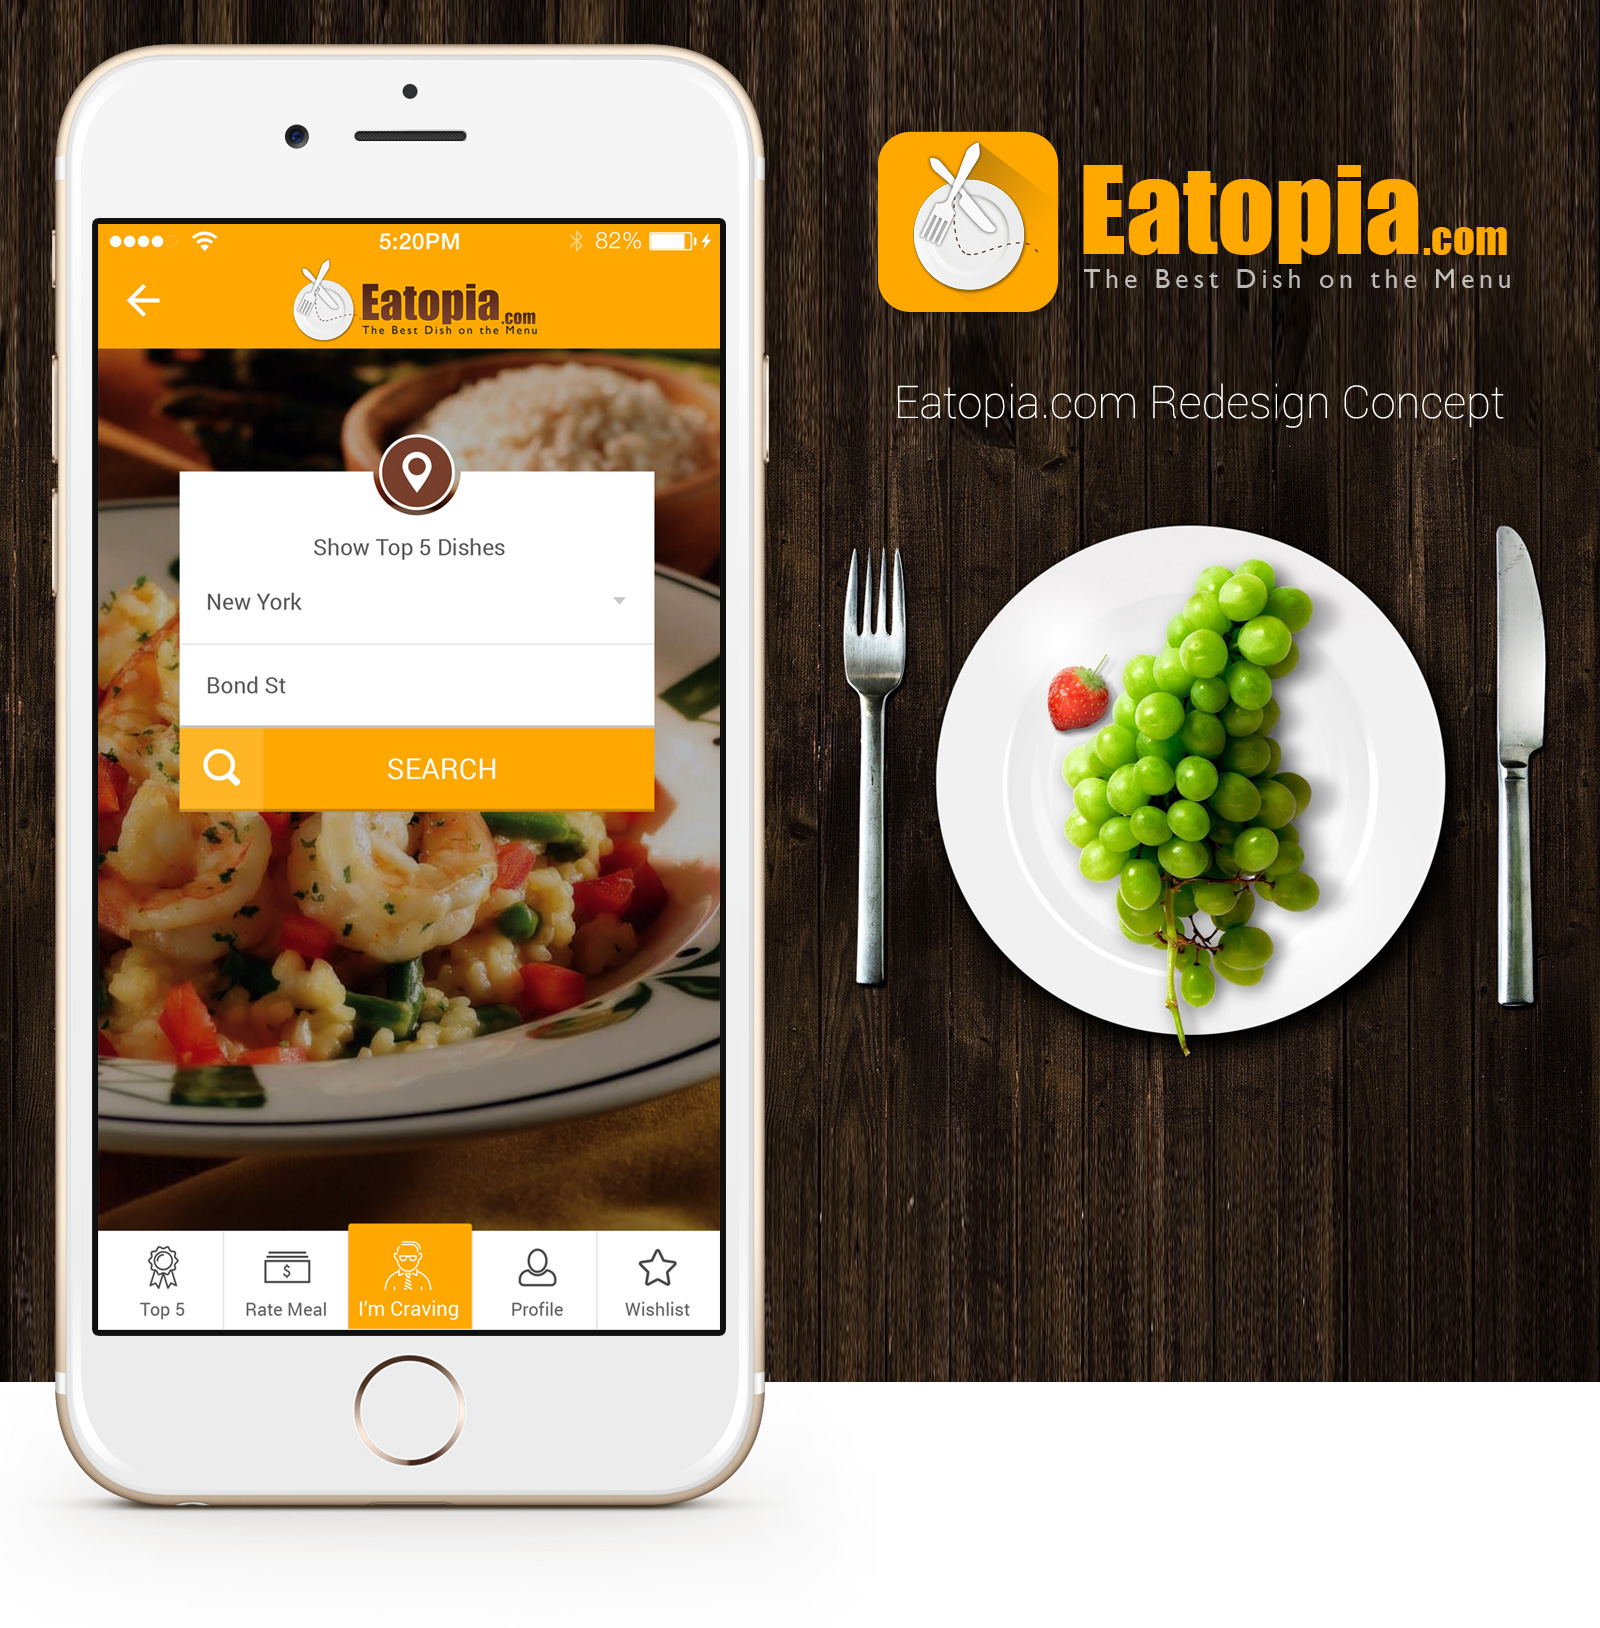 5:20PM
82%
Eatopia.com
The Best Dish on the Menu
Show Top 5 Dishes
New York
Bond St
SEARCH
$
Top 5
Rate Meal
I'm Craving
Profile
Wishlist
Eatopia.com
The Best Dish on the Menu
Eatopia.com Redesign Concept